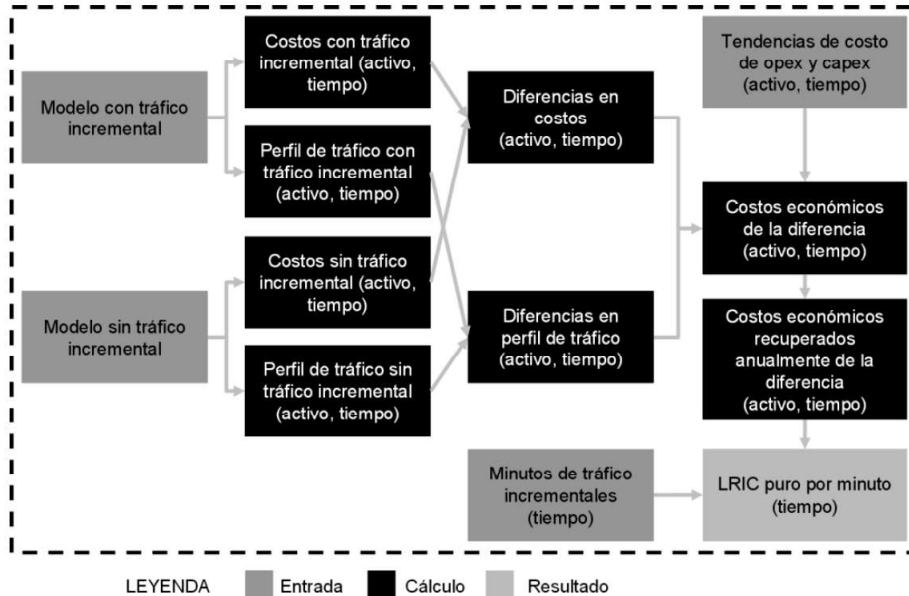 Modelo con tráfico
incremental
Modelo sin tráfico
incremental
Costos con tráfico
incremental (activo,
tiempo)
Perfil de tráfico con
tráfico incremental
(activo, tiempo)
Costos sin tráfico
incremental (activo,
tiempo)
Perfil de tráfico sin
tráfico incremental
(activo, tiempo)
Diferencias en
costos
(activo, tiempo)
Diferencias en
perfil de tráfico
(activo, tiempo)
Minutos de tráfico
incrementales
(tiempo)
Tendencias de costo
de opex y capex
(activo, tiempo)
Costos económicos
de la diferencia
(activo, tiempo)
Costos económicos
recuperados
anualmente de la
diferencia
(activo, tiempo)
LRIC puro por minuto
(tiempo)
LEYENDA Entrada Cálculo Resultado